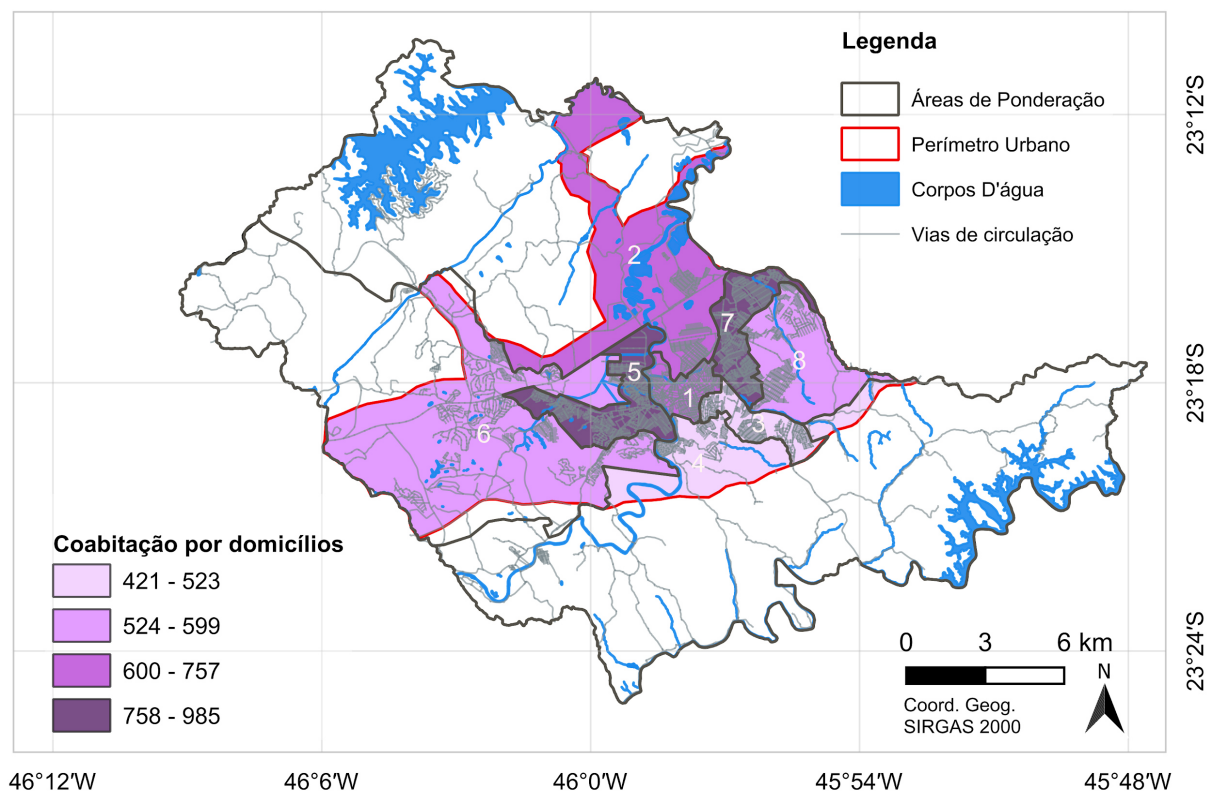 Legenda
Áreas de Ponderação
Perímetro Urbano
Corpos D'água
Vias de circulação
23°12'S
2
7
8
5
1
3
6
4
23°18'S
Coabitação por domicílios
421 - 523
524 - 599
600 - 757
758 - 985
0 3 6 km
N
Coord. Geog.
SIRGAS 2000
23°24'S
46°12'W 46°6'W 46°0'W 45°54'W 45°48'W